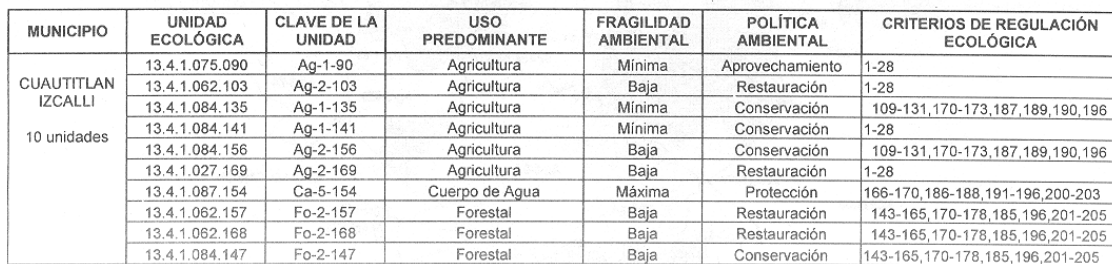 MUNICIPIO | UNIDAD ECOLÓGICA | CLAVE DE LA UNIDAD | USO PREDOMINANTE | FRAGILIDAD AMBIENTAL | POLÍTICA AMBIENTAL | CRITERIOS DE REGULACIÓN ECOLÓGICA
CUAUTITLAN IZCALLI
10 unidades
13.4.1.075.090 | Ag-1-90 | Agricultura | Mínima | Aprovechamiento | 1-28
13.4.1.062.103 | Ag-2-103 | Agricultura | Baja | Restauración | 1-28
13.4.1.084.135 | Ag-1-135 | Agricultura | Mínima | Conservación | 109-131,170-173,187,189,190,196
13.4.1.084.141 | Ag-1-141 | Agricultura | Mínima | Conservación | 1-28
13.4.1.084.156 | Ag-2-156 | Agricultura | Baja | Conservación | 109-131,170-173,187,189,190,196
13.4.1.027.169 | Ag-2-169 | Agricultura | Baja | Restauración | 1-28
13.4.1.087.154 | Ca-5-154 | Cuerpo de Agua | Máxima | Protección | 166-170,186-188,191-196,200-203
13.4.1.062.157 | Fo-2-157 | Forestal | Baja | Restauración | 143-165,170-178,185,196,201-205
13.4.1.062.168 | Fo-2-168 | Forestal | Baja | Restauración | 143-165,170-178,185,196,201-205
13.4.1.084.147 | Fo-2-147 | Forestal | Baja | Conservación | 143-165,170-178,185,196,201-205